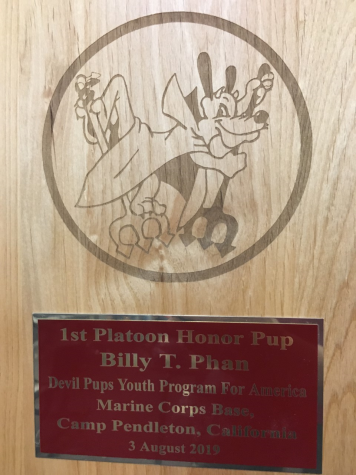 1st Platoon Honor Pup
Billy T. Phan
Devil Pups Youth Program For America
Marine Corps Base,
Camp Pendleton, California
3 August 2019